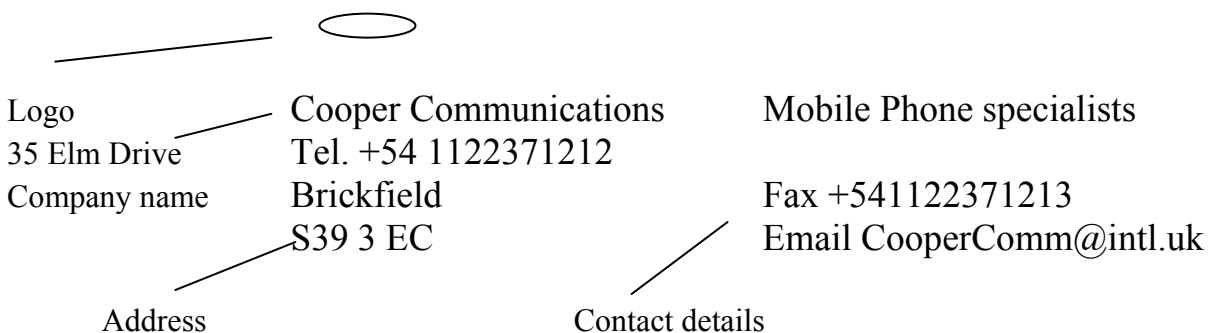 Logo Cooper Communications Mobile Phone specialists
35 Elm Drive Tel. +54 1122371212
Company name Brickfield Fax +541122371213
S39 3 EC Email CooperComm@intl.uk
Address Contact details